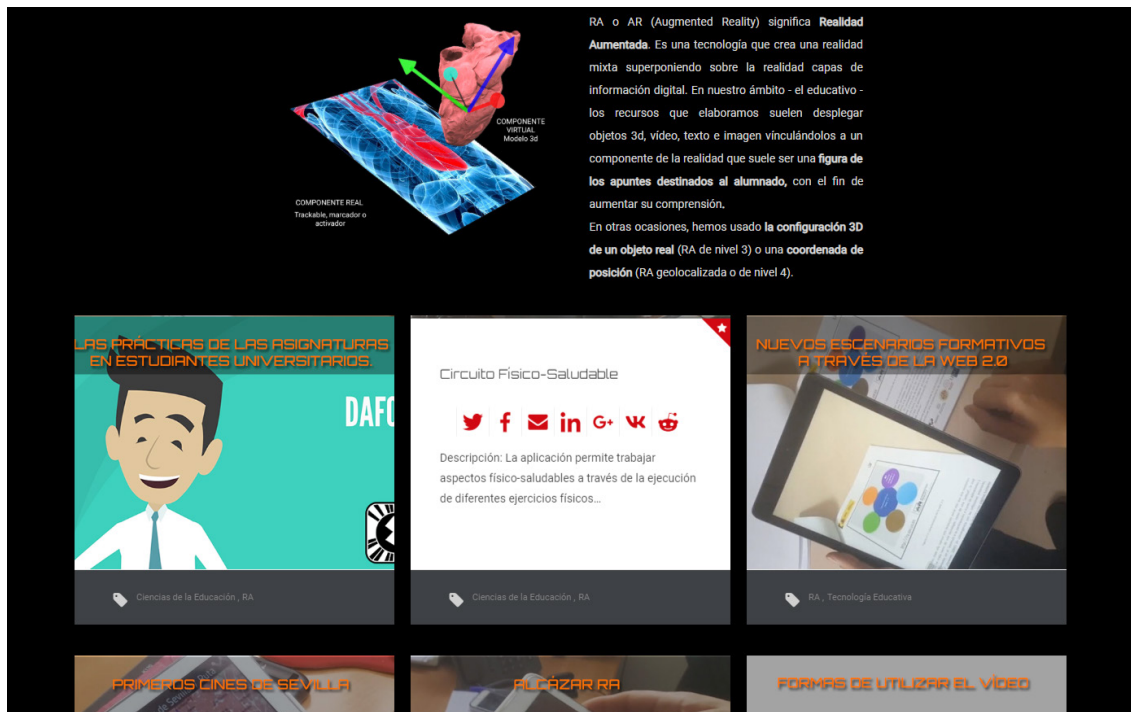 RA o AR (Augmented Reality) significa Realidad
Aumentada. Es una tecnología que crea una realidad
mixta superponiendo sobre la realidad capas de
información digital. En nuestro ámbito - el educativo -
los recursos que elaboramos suelen desplegar
objetos 3d, vídeo, texto e imagen vinculándolos a un
componente de la realidad que suele ser una figura de
los apuntes destinados al alumnado, con el fin de
aumentar su comprensión.
En otras ocasiones, hemos usado la configuración 3D
de un objeto real (RA de nivel 3) o una coordenada de
posición (RA geolocalizada o de nivel 4).
COMPONENTE
VIRTUAL
Modelo 3d
COMPONENTE REAL
Trackable, marcador o
activador
LAS PRÁCTICAS DE LAS ASIGNATURAS
EN ESTUDIANTES UNIVERSITARIOS.
DAFO
Ciencias de la Educación , RA
Circuito Físico-Saludable
Descripción: La aplicación permite trabajar
aspectos físico-saludables a través de la ejecución
de diferentes ejercicios físicos...
Ciencias de la Educación , RA
NUEVOS ESCENARIOS FORMATIVOS
A TRAVÉS DE LA WEB 2.0
RA , Tecnología Educativa
PRIMEROS CINES DE SEVILLA
ALCÁZAR RA
FORMAS DE UTILIZAR EL VÍDEO